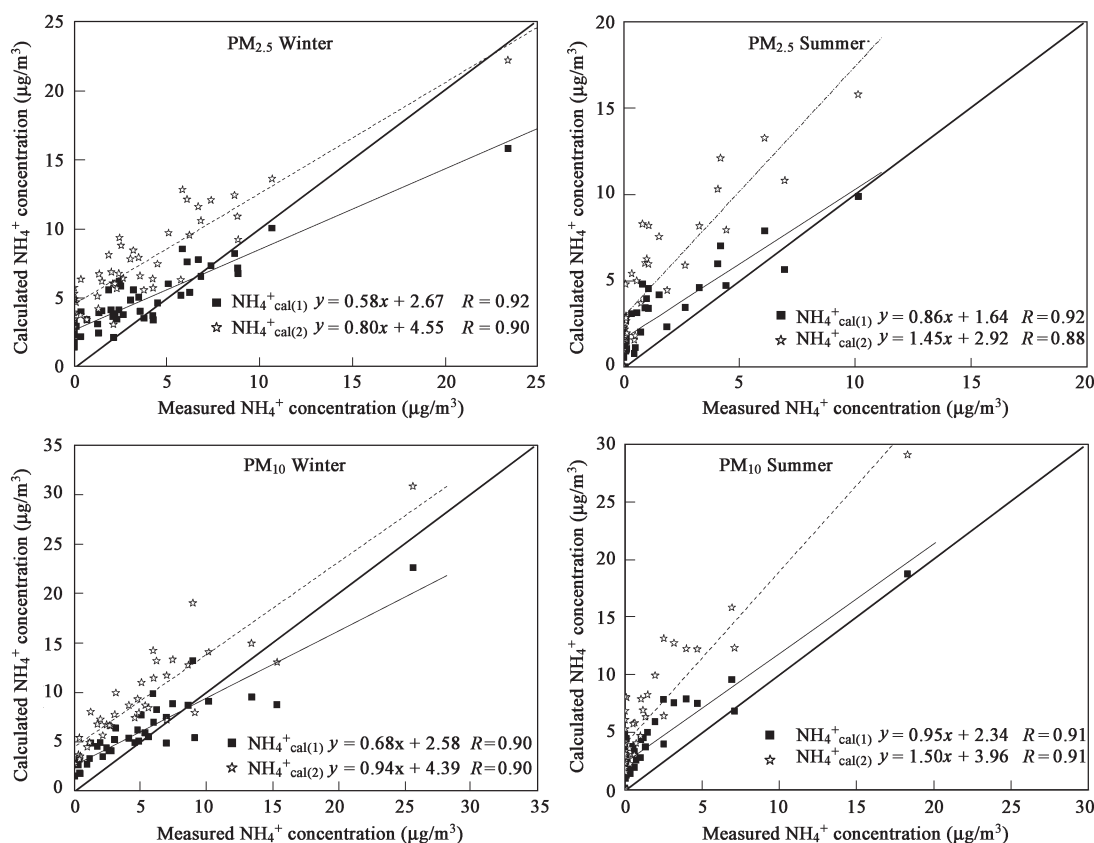 PM2.5 Winter
Calculated NH4+ concentration (μg/m3)
25
20
15
10
5
0
NH4+cal(1) y = 0.58x + 2.67 R = 0.92
NH4+cal(2) y = 0.80x + 4.55 R = 0.90
0 5 10 15 20 25
Measured NH4+ concentration (μg/m3)
PM2.5 Summer
Calculated NH4+ concentration (μg/m3)
20
15
10
5
0
NH4+cal(1) y = 0.86x + 1.64 R = 0.92
NH4+cal(2) y = 1.45x + 2.92 R = 0.88
0 5 10 15 20
Measured NH4+ concentration (μg/m3)
PM10 Winter
Calculated NH4+ concentration (μg/m3)
35
30
25
20
15
10
5
0
NH4+cal(1) y = 0.68x + 2.58 R = 0.90
NH4+cal(2) y = 0.94x + 4.39 R = 0.90
0 5 10 15 20 25 30 35
Measured NH4+ concentration (μg/m3)
PM10 Summer
Calculated NH4+ concentration (μg/m3)
30
25
20
15
10
5
0
NH4+cal(1) y = 0.95x + 2.34 R = 0.91
NH4+cal(2) y = 1.50x + 3.96 R = 0.91
0 5 10 15 20 25 30
Measured NH4+ concentration (μg/m3)